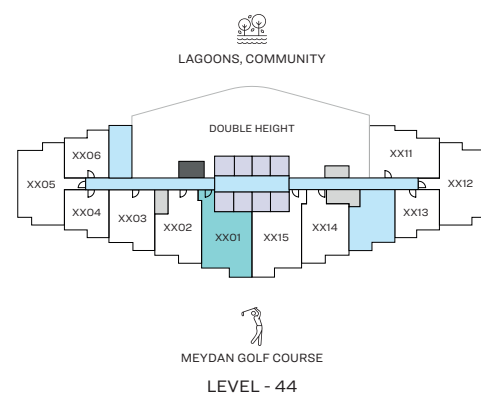 LAGOONS, COMMUNITY
DOUBLE HEIGHT
XX06
XX11
XX05
XX12
XX04
XX03
XX02
XX01
XX15
XX14
XX13
MEYDAN GOLF COURSE
LEVEL - 44